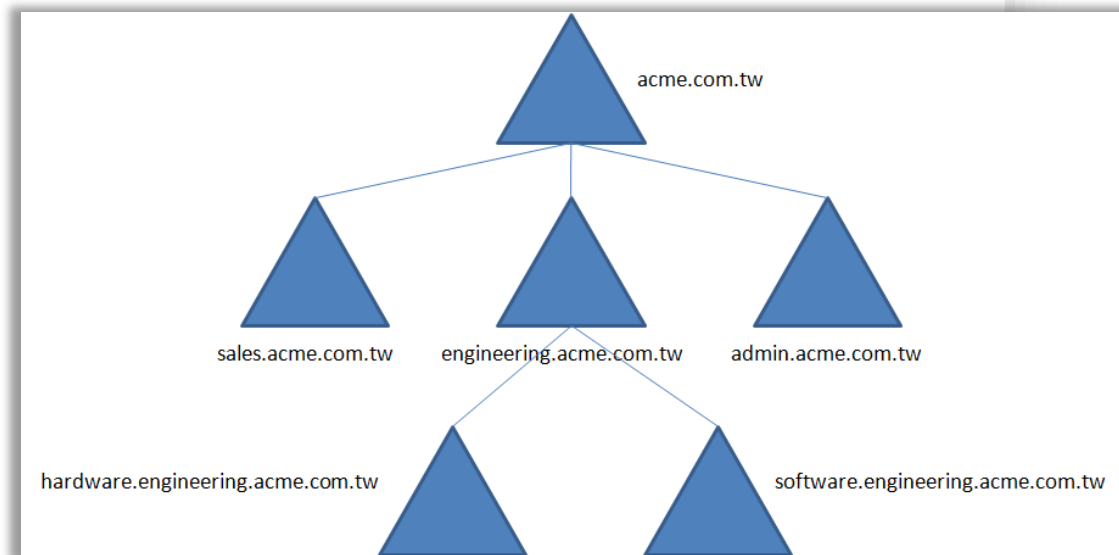 acme.com.tw
sales.acme.com.tw
engineering.acme.com.tw
admin.acme.com.tw
hardware.engineering.acme.com.tw
software.engineering.acme.com.tw